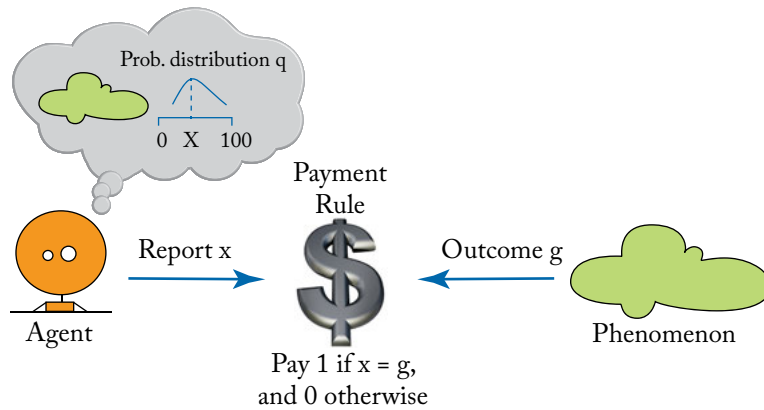 Prob. distribution q
0 X 100
Payment
Rule
Report x
$
Outcome g
Agent
Phenomenon
Pay 1 if x = g,
and 0 otherwise